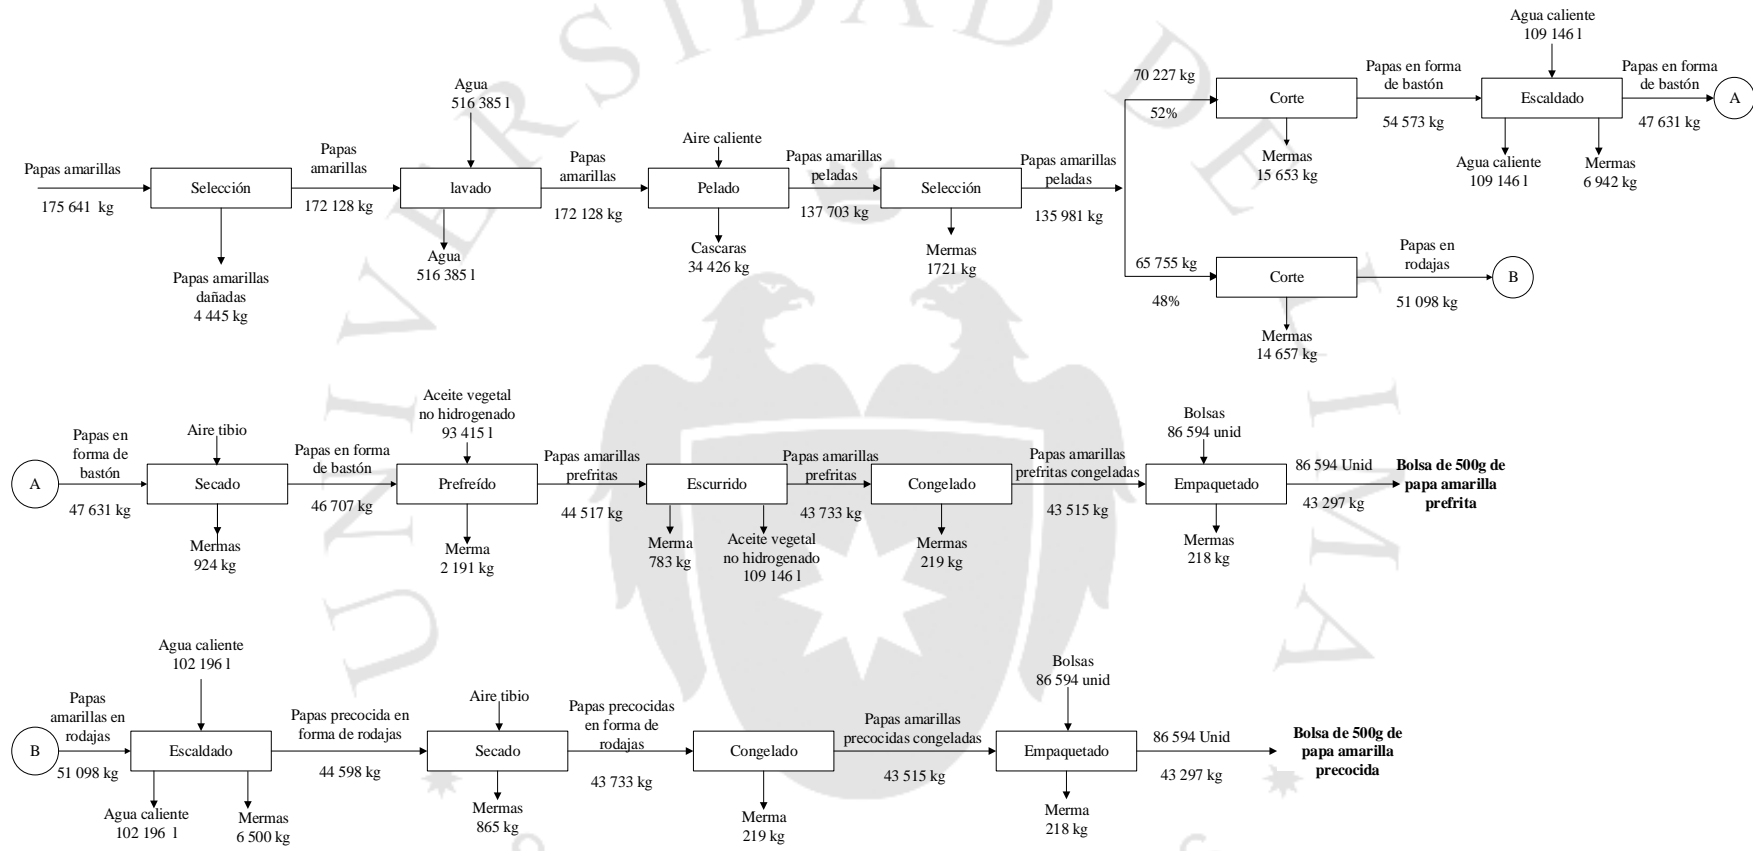 Papas amarillas
175 641 kg
Selección
Papas amarillas
dañadas
4 445 kg
Papas
amarillas
172 128 kg
Agua
516 385 l
lavado
Agua
516 385 l
Papas
amarillas
172 128 kg
Aire caliente
Pelado
Cascaras
34 426 kg
Papas amarillas
peladas
137 703 kg
Selección
Mermas
1721 kg
Papas amarillas
peladas
135 981 kg
70 227 kg
52%
Corte
Mermas
15 653 kg
Papas en forma
de bastón
54 573 kg
Agua caliente
109 146 l
Escaldado
Agua caliente
109 146 l
Mermas
6 942 kg
Papas en forma
de bastón
47 631 kg
A
65 755 kg
48%
Corte
Mermas
14 657 kg
Papas en
rodajas
51 098 kg
B
A
Papas en
forma de
bastón
47 631 kg
Aire tibio
Secado
Mermas
924 kg
Papas en forma
de bastón
46 707 kg
Aceite vegetal
no hidrogenado
93 415 l
Prefreído
Merma
2 191 kg
Papas amarillas
prefritas
44 517 kg
Escurrido
Merma
783 kg
Aceite vegetal
no hidrogenado
109 146 l
Papas amarillas
prefritas
43 733 kg
Congelado
Mermas
219 kg
Papas amarillas
prefritas congeladas
43 515 kg
Bolsas
86 594 unid
Empaquetado
Mermas
218 kg
86 594 Unid
43 297 kg
Bolsa de 500g de
papa amarilla
prefrita
B
Papas
amarillas en
rodajas
51 098 kg
Agua caliente
102 196 l
Escaldado
Agua caliente
102 196 l
Mermas
6 500 kg
Papas precocida en
forma de rodajas
44 598 kg
Aire tibio
Secado
Mermas
865 kg
Papas precocidas
en forma de
rodajas
43 733 kg
Congelado
Merma
219 kg
Papas amarillas
precocidas congeladas
43 515 kg
Bolsas
86 594 unid
Empaquetado
Merma
218 kg
86 594 Unid
43 297 kg
Bolsa de 500g de
papa amarilla
precocida
UNIVERSIDAD DE LIMA